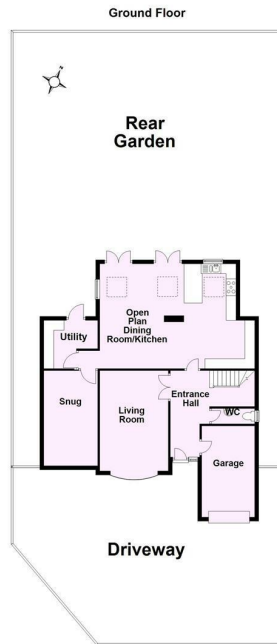 Ground Floor
N
Rear
Garden
Open
Plan
Dining
Room/Kitchen
Utility
Entrance
Hall
Snug
Living
Room
WC
Garage
Driveway